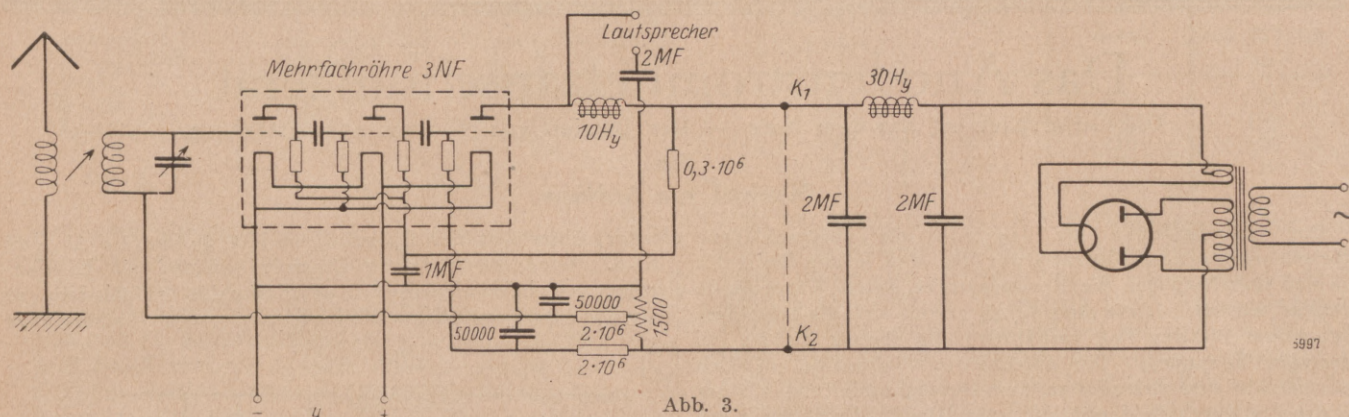 Lautsprecher
2MF
Mehrfachröhre 3NF
30Hy
K₁
10Hy
0,3·10⁶
2MF
2MF
~
1MF
50000
1500
50000
2·10⁶
K₂
2·10⁶
5997
- 4 +
Abb. 3.